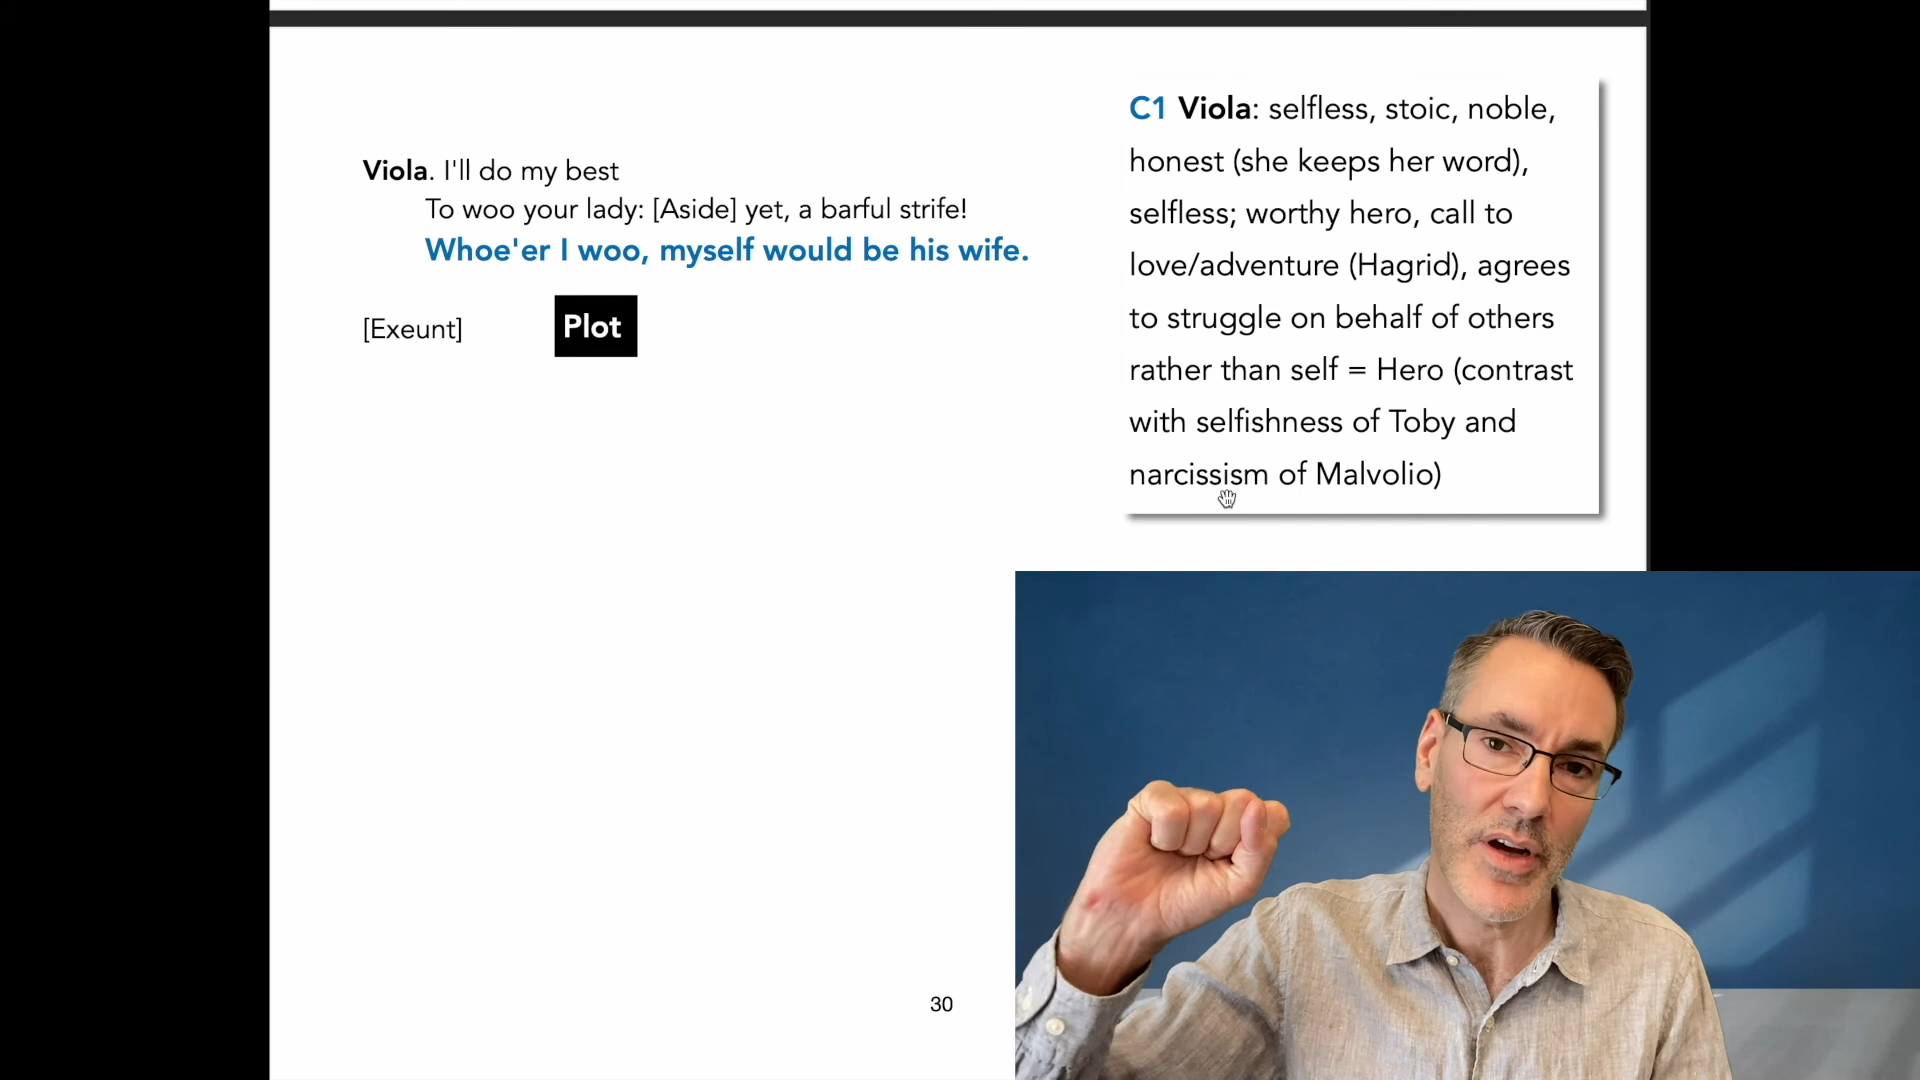 Viola. I'll do my best
To woo your lady: [Aside] yet, a barful strife!
Whoe'er I woo, myself would be his wife.
[Exeunt]
Plot
C1 Viola: selfless, stoic, noble,
honest (she keeps her word),
selfless; worthy hero, call to
love/adventure (Hagrid), agrees
to struggle on behalf of others
rather than self = Hero (contrast
with selfishness of Toby and
narcissism of Malvolio)
30